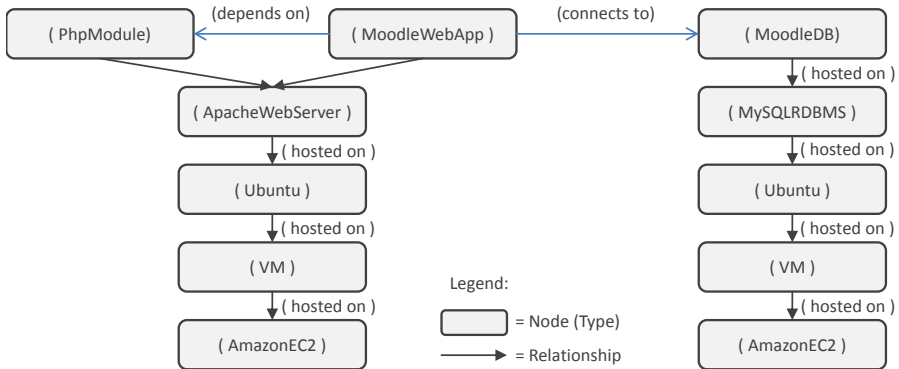 (depends on)
(connects to)
( PhpModule)
( MoodleWebApp )
( MoodleDB)
( hosted on )
( ApacheWebServer )
( MySQLRDBMS )
( hosted on )
( hosted on )
( Ubuntu )
( Ubuntu )
( hosted on )
( hosted on )
( VM )
( VM )
Legend:
( hosted on )
( hosted on )
= Node (Type)
( AmazonEC2 )
( AmazonEC2 )
= Relationship